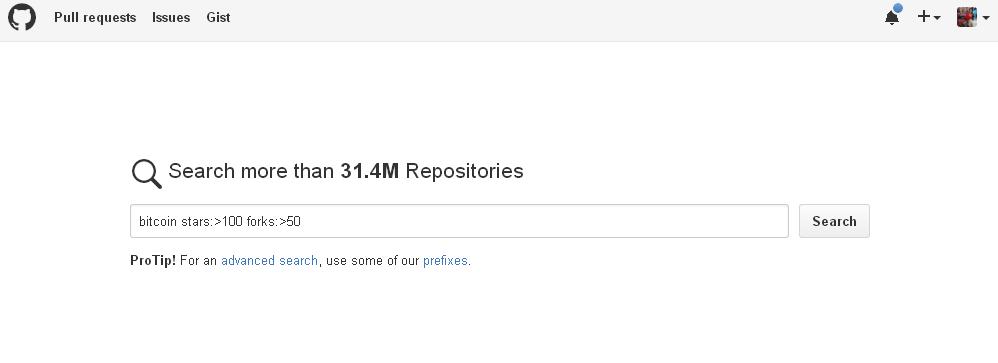 Pull requests Issues Gist
Search more than 31.4M Repositories
bitcoin stars:>100 forks:>50 Search
ProTip! For an advanced search, use some of our prefixes.